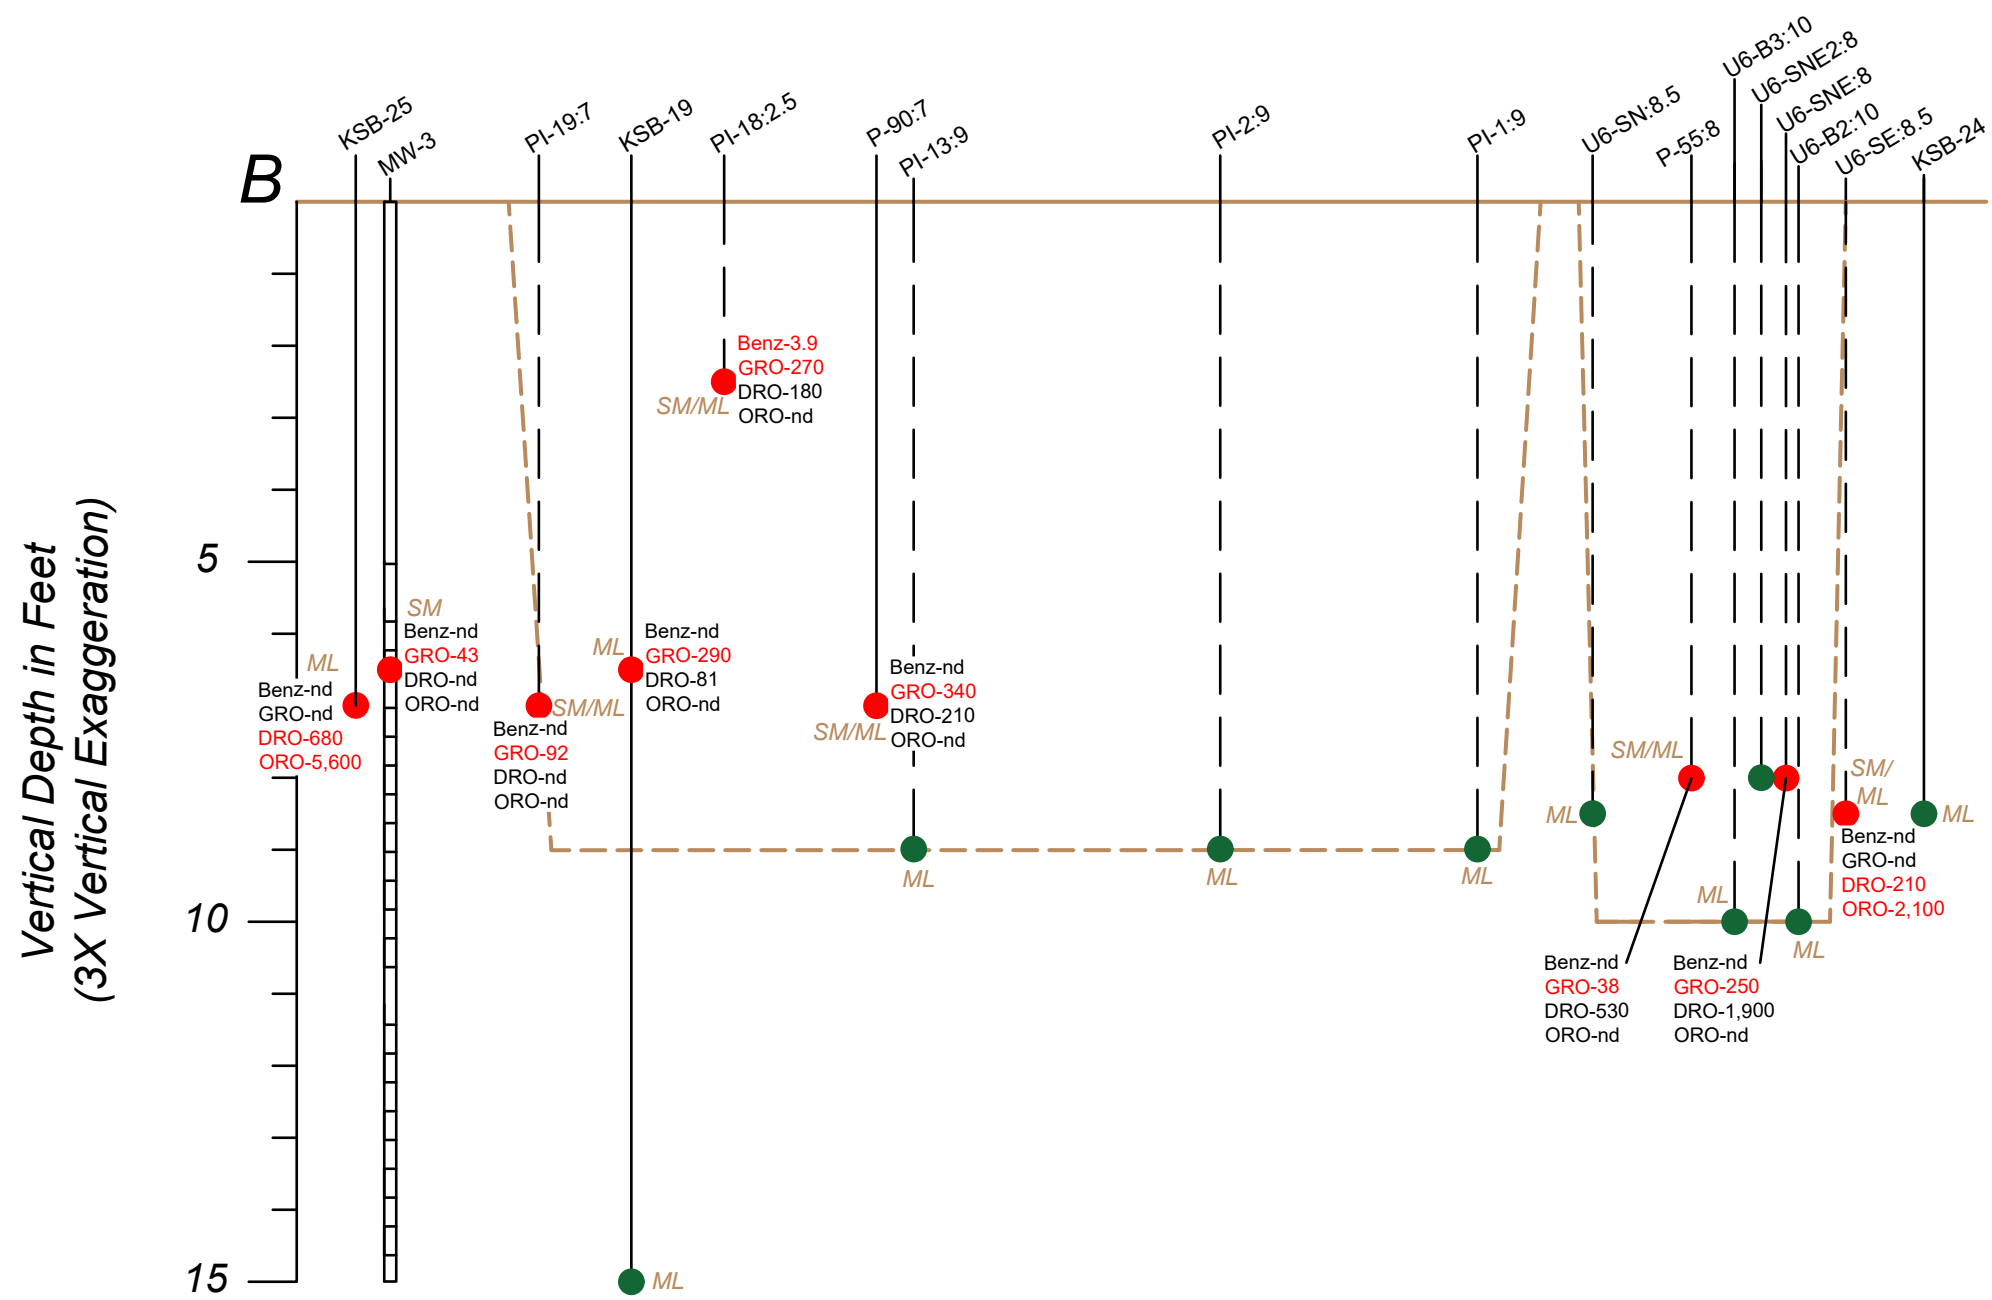 U6-B3:10
U6-SNE2:8
U6-SNE:8
U6-B2:10
KSB-25
MW-3
PI-19:7
KSB-19
PI-18:2.5
P-90:7
PI-13:9
PI-2:9
PI-1:9
U6-SN:8.5
P-55:8
U6-SE:8.5
KSB-24
B
Vertical Depth in Feet
(3X Vertical Exaggeration)
5
10
15
ML
Benz-nd
GRO-nd
DRO-680
ORO-5,600
SM
Benz-nd
GRO-43
DRO-nd
ORO-nd
SM/ML
Benz-nd
GRO-92
DRO-nd
ORO-nd
ML
Benz-nd
GRO-290
DRO-81
ORO-nd
ML
Benz-3.9
GRO-270
DRO-180
ORO-nd
SM/ML
Benz-nd
GRO-340
DRO-210
ORO-nd
SM/ML
ML
ML
ML
ML
SM/ML
Benz-nd
GRO-38
DRO-530
ORO-nd
ML
Benz-nd
GRO-250
DRO-1,900
ORO-nd
ML
SM/
ML
Benz-nd
GRO-nd
DRO-210
ORO-2,100
ML